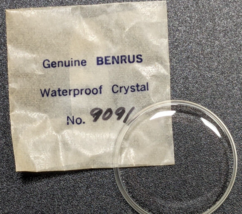 Genuine BENRUS
Waterproof Crystal
No. 9091